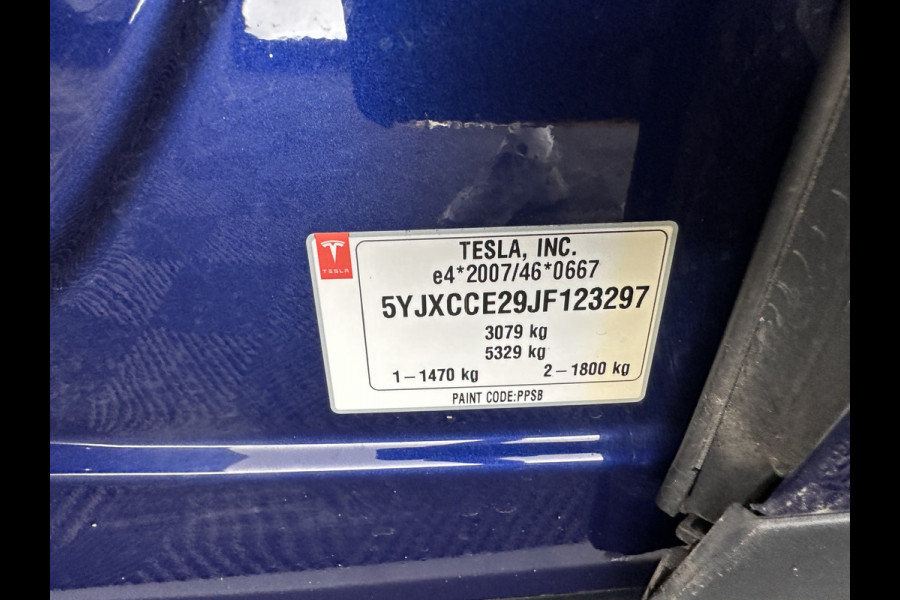 TESLA
TESLA, INC.
e4*2007/46*0667
5YJXCCE29JF123297
3079 kg
5329 kg
1 – 1470 kg 2 – 1800 kg
PAINT CODE:PPSB